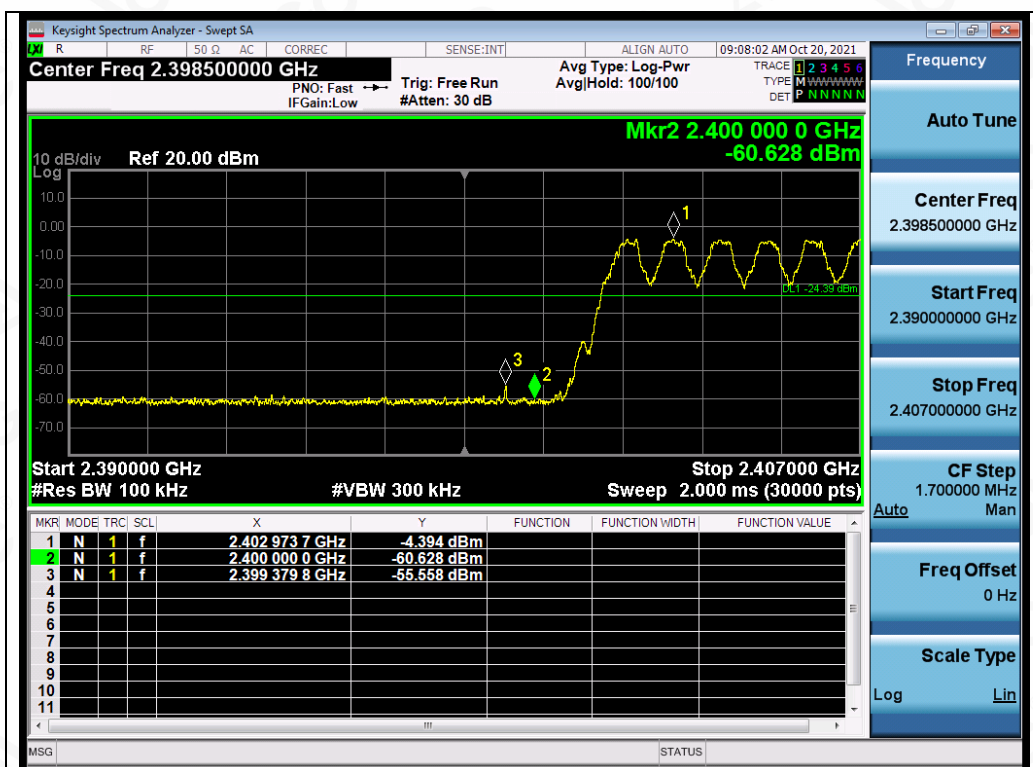 Keysight Spectrum Analyzer - Swept SA
LXI R RF 50 Ω AC CORREC SENSE:INT ALIGN AUTO 09:08:02 AM Oct 20, 2021
Center Freq 2.398500000 GHz
PNO: Fast
IFGain:Low
Trig: Free Run
#Atten: 30 dB
Avg Type: Log-Pwr
Avg|Hold: 100/100
TRACE 1 2 3 4 5 6
TYPE M WWWWW
DET P N N N N N
Mkr2 2.400 000 0 GHz
-60.628 dBm
10 dB/div Ref 20.00 dBm
Log
10.0
0.00
-10.0
-20.0
-30.0
-40.0
-50.0
-60.0
-70.0
1
2
3
DL1 -24.39 dBm
Start 2.390000 GHz Stop 2.407000 GHz
#Res BW 100 kHz #VBW 300 kHz Sweep 2.000 ms (30000 pts)
MKR MODE TRC SCL X Y FUNCTION FUNCTION WIDTH FUNCTION VALUE
1 N 1 f 2.402 973 7 GHz -4.394 dBm
2 N 1 f 2.400 000 0 GHz -60.628 dBm
3 N 1 f 2.399 379 8 GHz -55.558 dBm
4
5
6
7
8
9
10
11
MSG STATUS
Frequency
Auto Tune
Center Freq
2.398500000 GHz
Start Freq
2.390000000 GHz
Stop Freq
2.407000000 GHz
CF Step
1.700000 MHz
Auto Man
Freq Offset
0 Hz
Scale Type
Log Lin